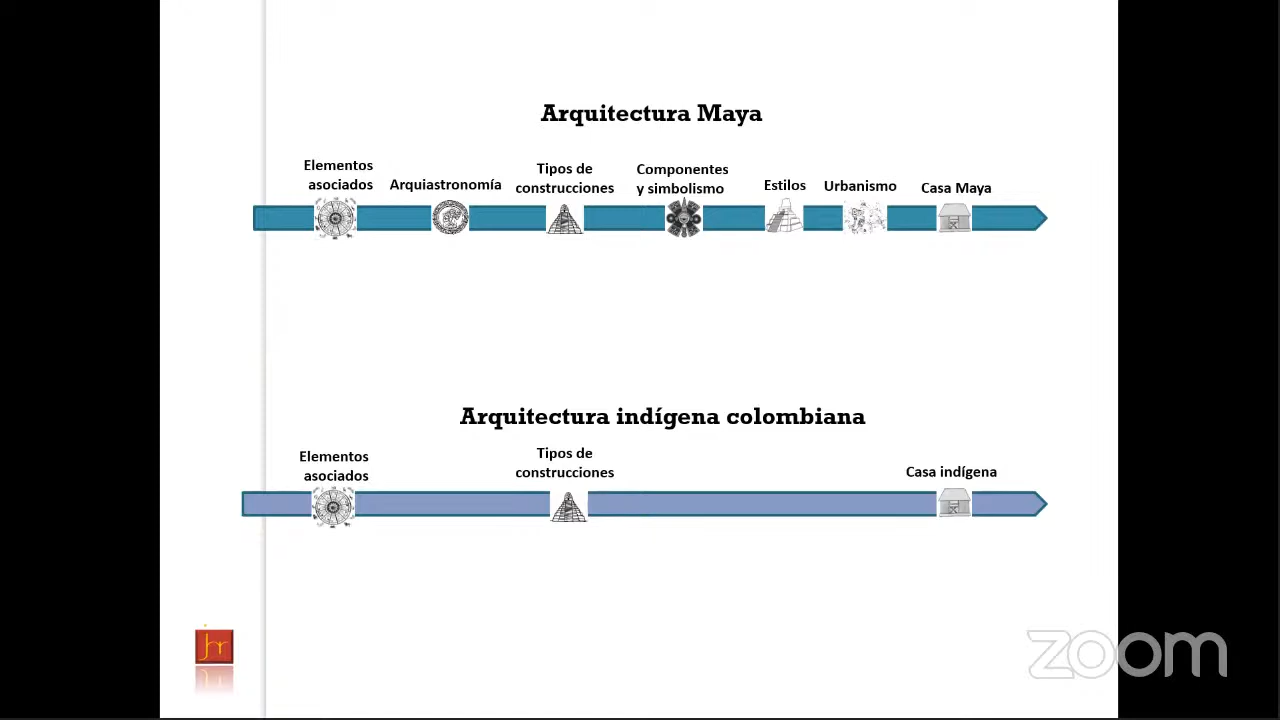 Arquitectura Maya
Elementos
asociados
Arquiastronomía
Tipos de
construcciones
Componentes
y simbolismo
Estilos
Urbanismo
Casa Maya
Arquitectura indígena colombiana
Elementos
asociados
Tipos de
construcciones
Casa indígena
jr
zoom